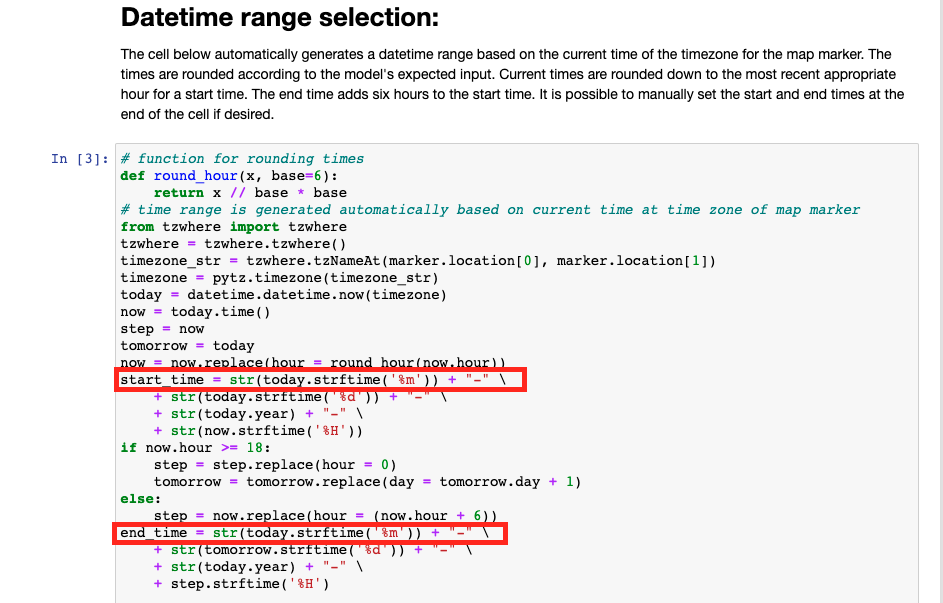 Datetime range selection:
The cell below automatically generates a datetime range based on the current time of the timezone for the map marker. The
times are rounded according to the model's expected input. Current times are rounded down to the most recent appropriate
hour for a start time. The end time adds six hours to the start time. It is possible to manually set the start and end times at the
end of the cell if desired.
In [3]: # function for rounding times
def round_hour(x, base=6):
    return x // base * base
# time range is generated automatically based on current time at time zone of map marker
from tzwhere import tzwhere
tzwhere = tzwhere.tzwhere()
timezone_str = tzwhere.tzNameAt(marker.location[0], marker.location[1])
timezone = pytz.timezone(timezone_str)
today = datetime.datetime.now(timezone)
now = today.time()
step = now
tomorrow = today
now = now.replace(hour = round_hour(now.hour))
start_time = str(today.strftime('%m')) + "-" \
    + str(today.strftime('%d')) + "-" \
    + str(today.year) + "-" \
    + str(now.strftime('%H'))
if now.hour >= 18:
    step = step.replace(hour = 0)
    tomorrow = tomorrow.replace(day = tomorrow.day + 1)
else:
    step = now.replace(hour = (now.hour + 6))
end_time = str(today.strftime('%m')) + "-" \
    + str(tomorrow.strftime('%d')) + "-" \
    + str(today.year) + "-" \
    + step.strftime('%H')